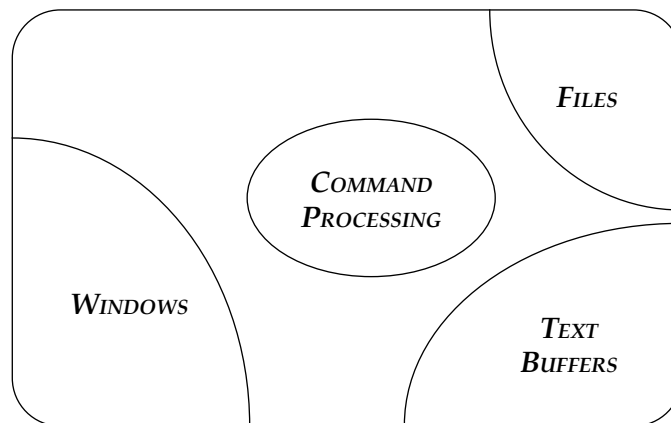 FILES
COMMAND
PROCESSING
WINDOWS
TEXT
BUFFERS